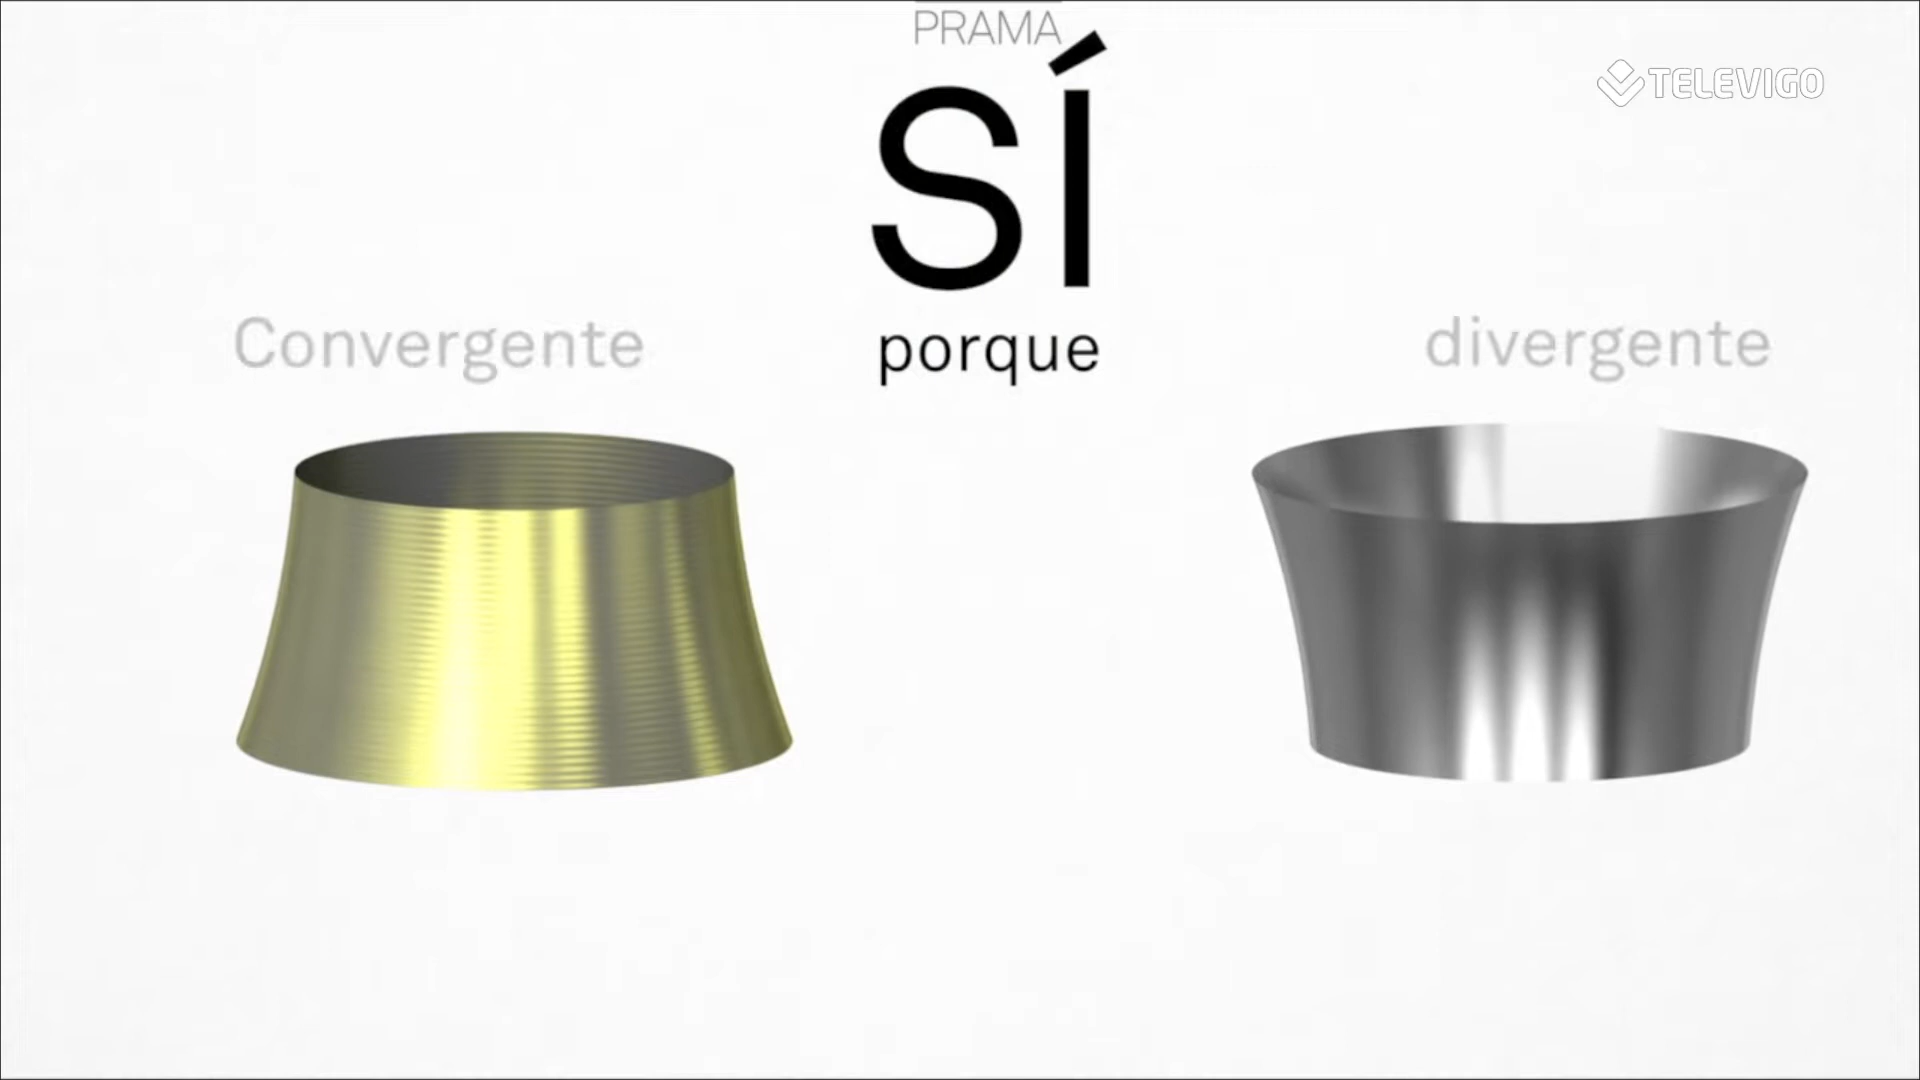 PRAMA
SÍ
TELEVIGO
Convergente
porque
divergente